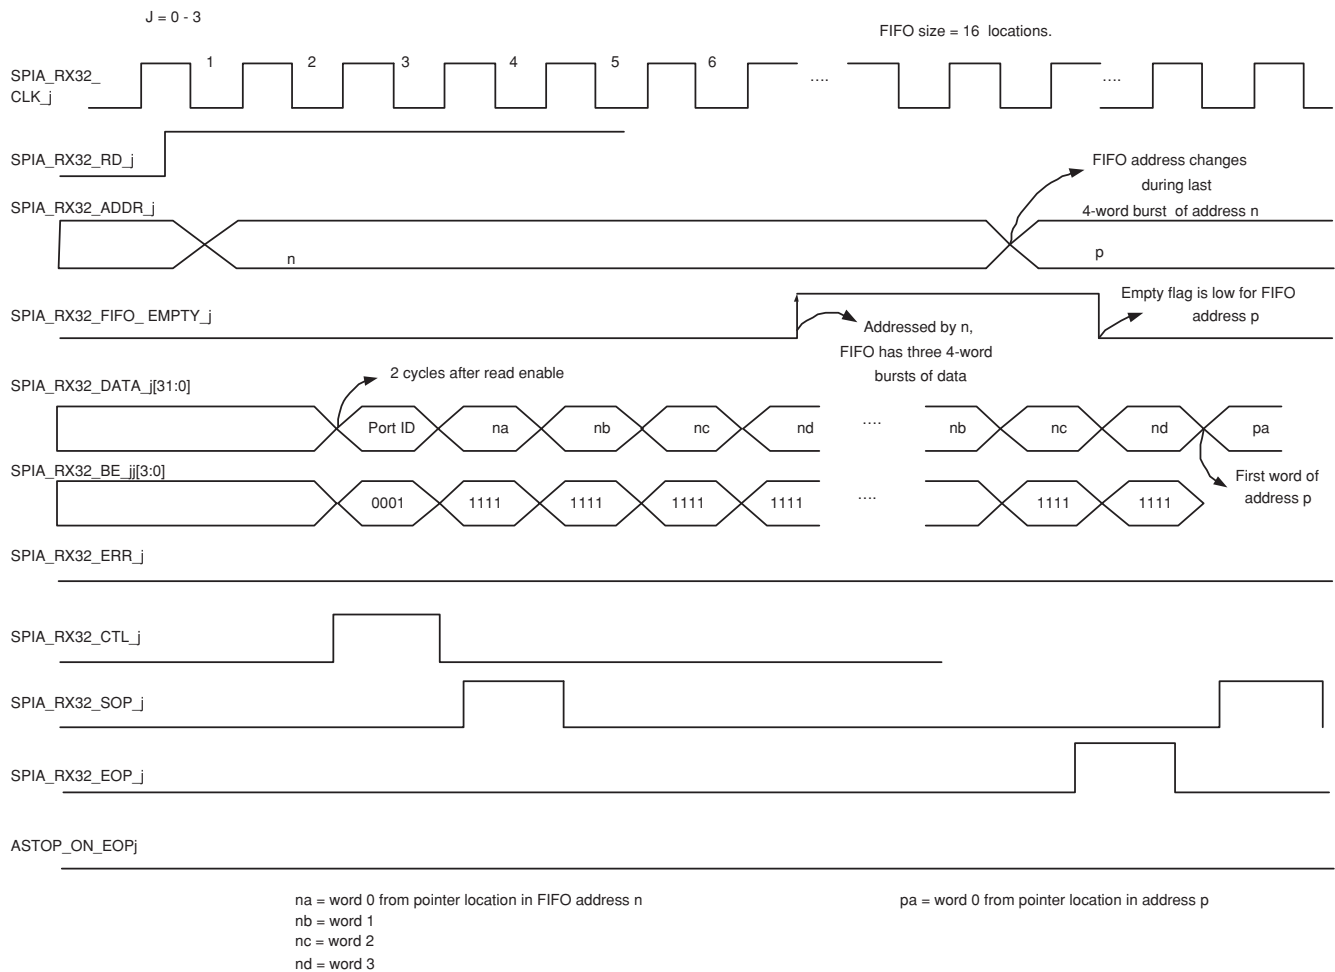 J = 0 - 3
FIFO size = 16 locations.
1 2 3 4 5 6
SPIA_RX32_
CLK_j
.... ....
SPIA_RX32_RD_j
FIFO address changes
during last
4-word burst of address n
SPIA_RX32_ADDR_j
n p
SPIA_RX32_FIFO_ EMPTY_j
Empty flag is low for FIFO
address p
Addressed by n,
FIFO has three 4-word
bursts of data
2 cycles after read enable
SPIA_RX32_DATA_j[31:0]
Port ID na nb nc nd .... nb nc nd pa
SPIA_RX32_BE_jj[3:0]
0001 1111 1111 1111 1111 .... 1111 1111
First word of
address p
SPIA_RX32_ERR_j
SPIA_RX32_CTL_j
SPIA_RX32_SOP_j
SPIA_RX32_EOP_j
ASTOP_ON_EOPj
na = word 0 from pointer location in FIFO address n
nb = word 1
nc = word 2
nd = word 3
pa = word 0 from pointer location in address p